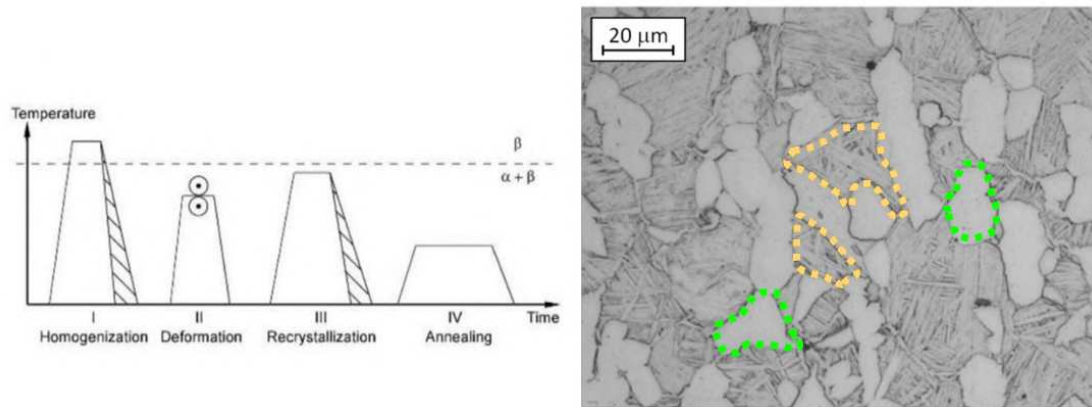 Temperature
β
α + β
I
II
III
IV
Time
Homogenization
Deformation
Recrystallization
Annealing
20 μm